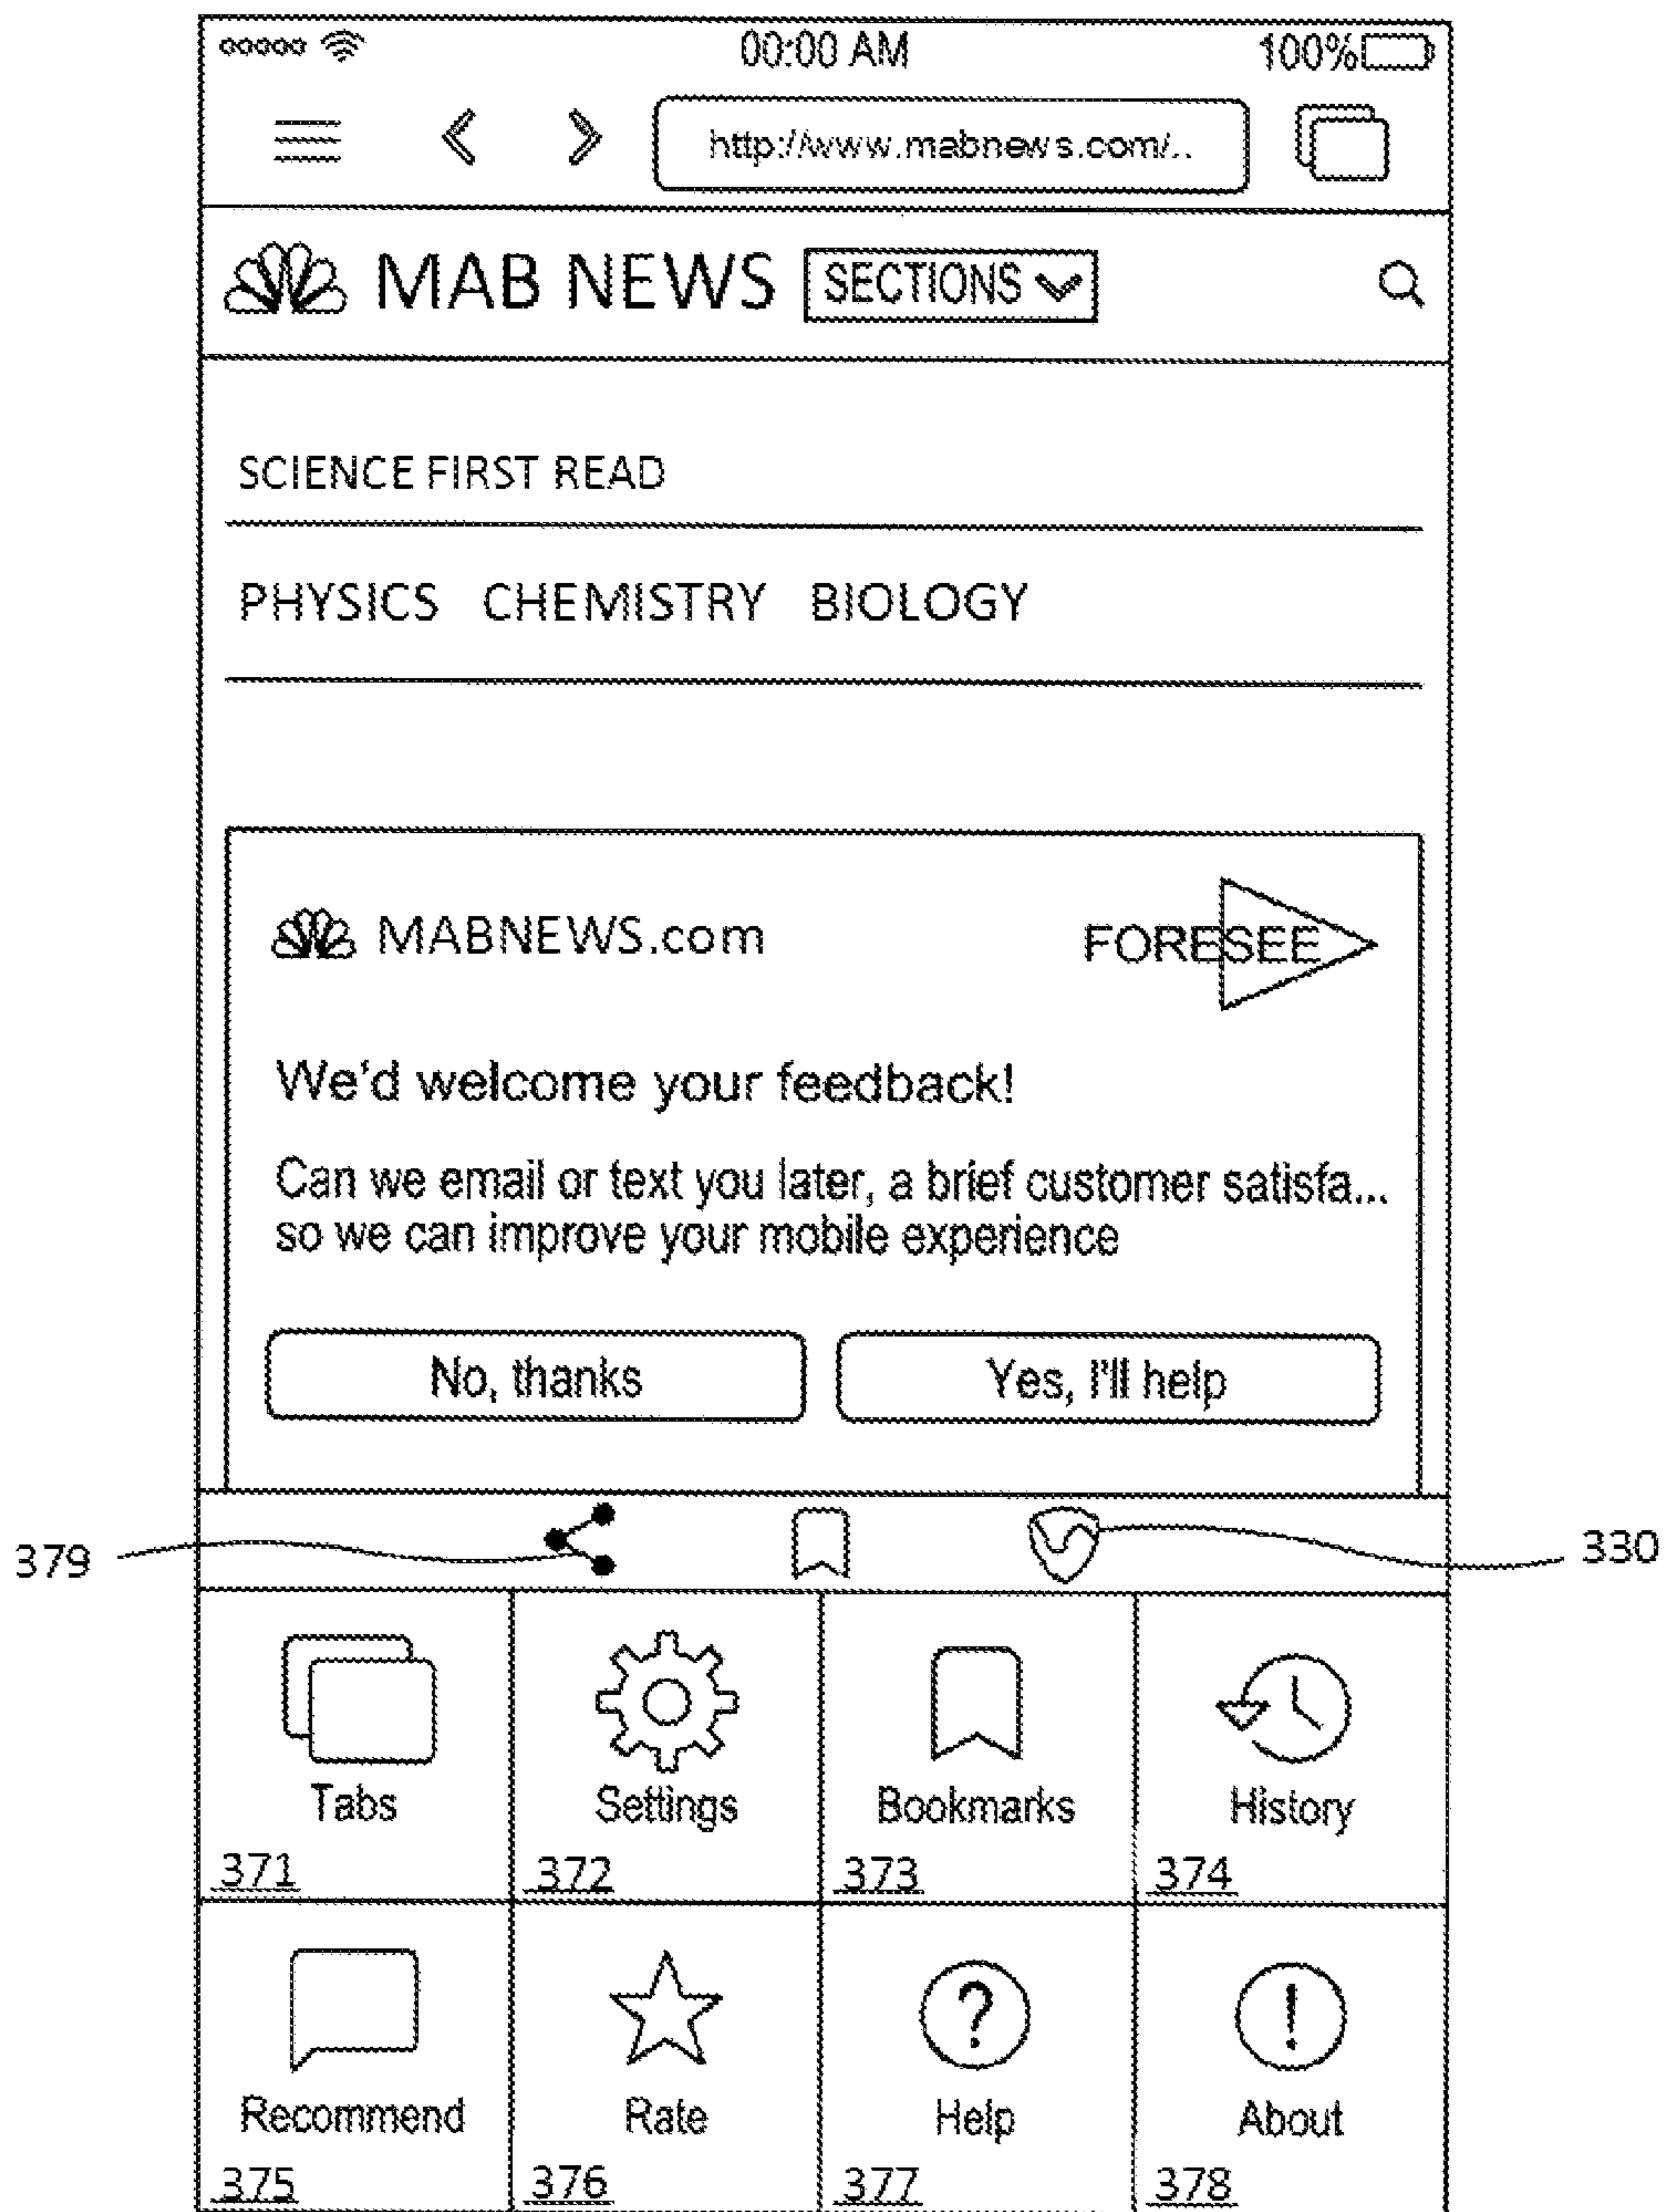 00:00 AM 100%
http://www.mabnews.com/..
MAB NEWS SECTIONS
SCIENCE FIRST READ
PHYSICS CHEMISTRY BIOLOGY
MABNEWS.com FORESEE
We'd welcome your feedback!
Can we email or text you later, a brief customer satisfa...
so we can improve your mobile experience
No, thanks Yes, I'll help
379 330
Tabs Settings Bookmarks History
371 372 373 374
Recommend Rate Help About
375 376 377 378